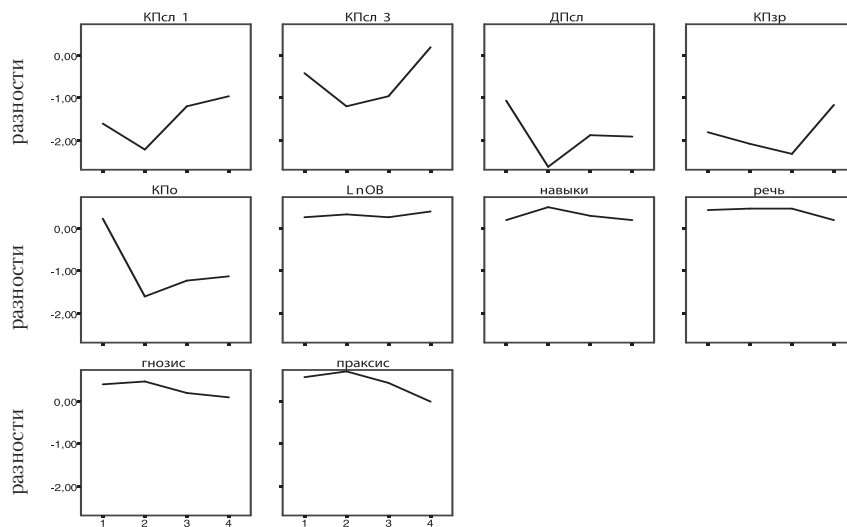 КПсл 1 КПсл 3 ДПсл КПзр
разности
0,00
-1,00
-2,00
КПо LnОВ навыки речь
разности
0,00
-1,00
-2,00
гнозис праксис
разности
0,00
-1,00
-2,00
1 2 3 4 1 2 3 4